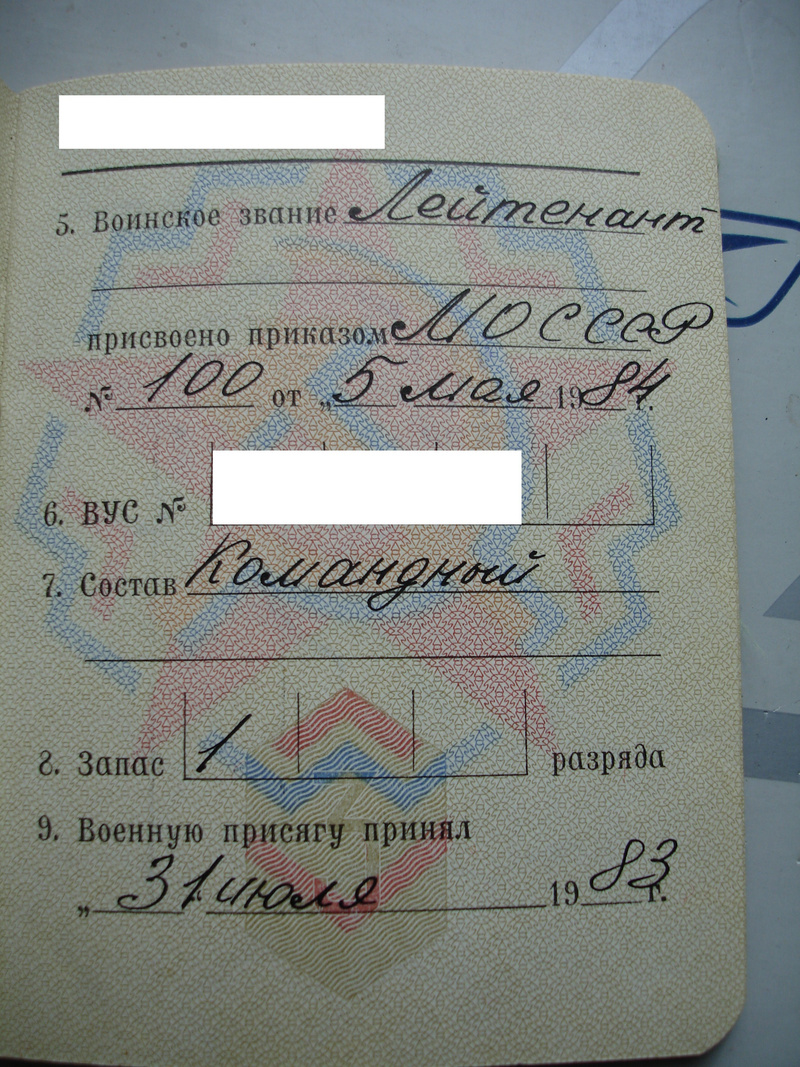 5. Воинское звание Лейтенант
присвоено приказом МО СССР
№ 100 от „5 мая 1984 г.
6. ВУС №
7. Состав Командный
8. Запас 1 разряда
9. Военную присягу принял
„ 31 июля 1983 г.